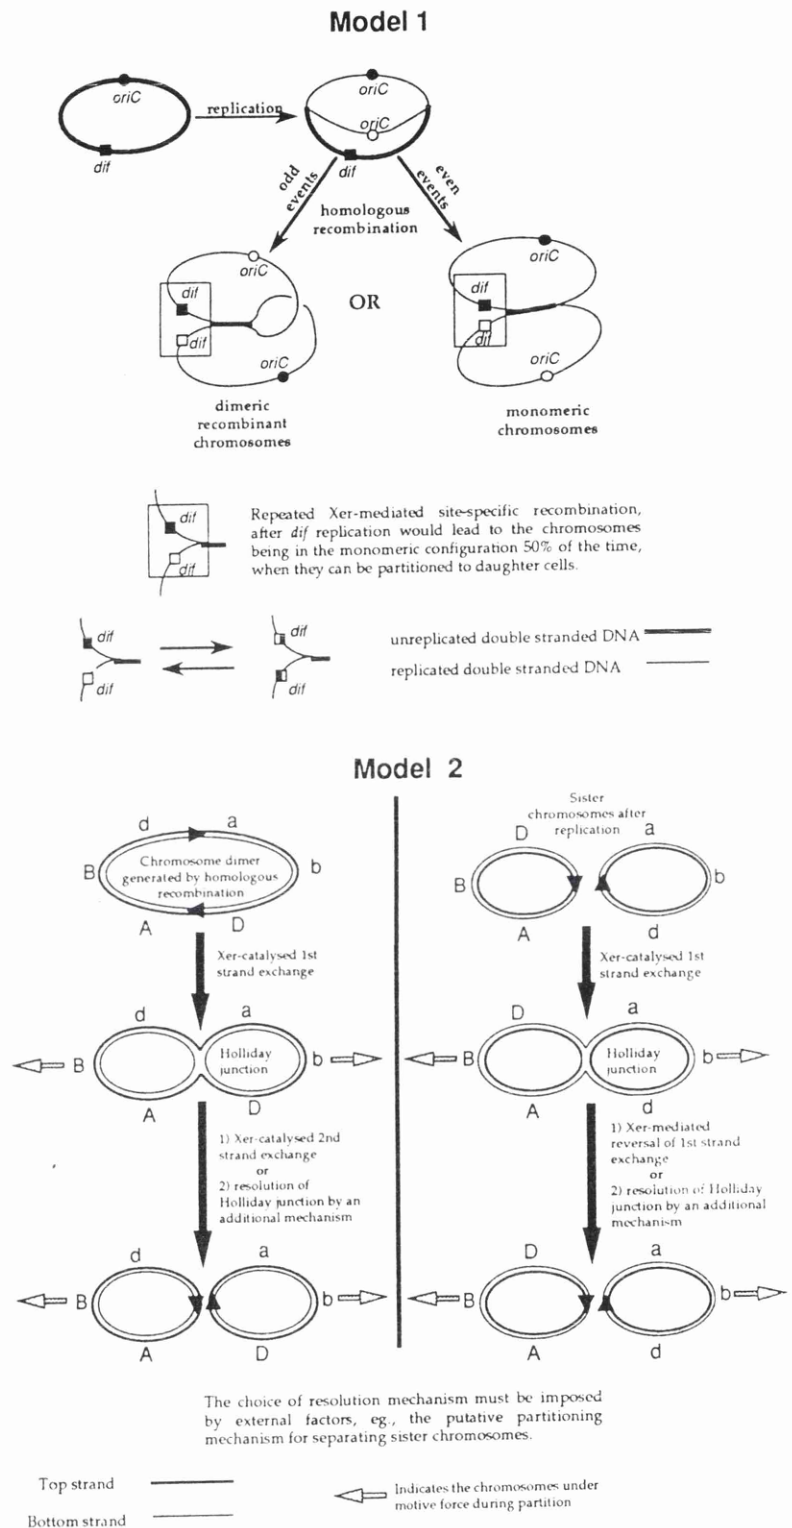 Model 1
oriC
dif
replication
oriC
oriC
dif
odd
events
even
events
homologous
recombination
oriC
dif
dif
oriC
OR
oriC
dif
dif
oriC
dimeric
recombinant
chromosomes
monomeric
chromosomes
dif
dif
Repeated Xer-mediated site-specific recombination,
after dif replication would lead to the chromosomes
being in the monomeric configuration 50% of the time,
when they can be partitioned to daughter cells.
dif
dif
dif
dif
unreplicated double stranded DNA
replicated double stranded DNA
Model 2
d a
B b
Chromosome dimer
generated by homologous
recombination
A D
Xer-catalysed 1st
strand exchange
d a
B b
Holliday
junction
A D
1) Xer-catalysed 2nd
strand exchange
or
2) resolution of
Holliday junction by an
additional mechanism
d a
B b
A D
Sister
chromosomes after
replication
D a
B b
A d
Xer-catalysed 1st
strand exchange
D a
B b
Holliday
junction
A d
1) Xer-mediated
reversal of 1st strand
exchange
or
2) resolution of Holliday
junction by an additional
mechanism
D a
B b
A d
The choice of resolution mechanism must be imposed
by external factors, eg., the putative partitioning
mechanism for separating sister chromosomes.
Top strand
Bottom strand
Indicates the chromosomes under
motive force during partition